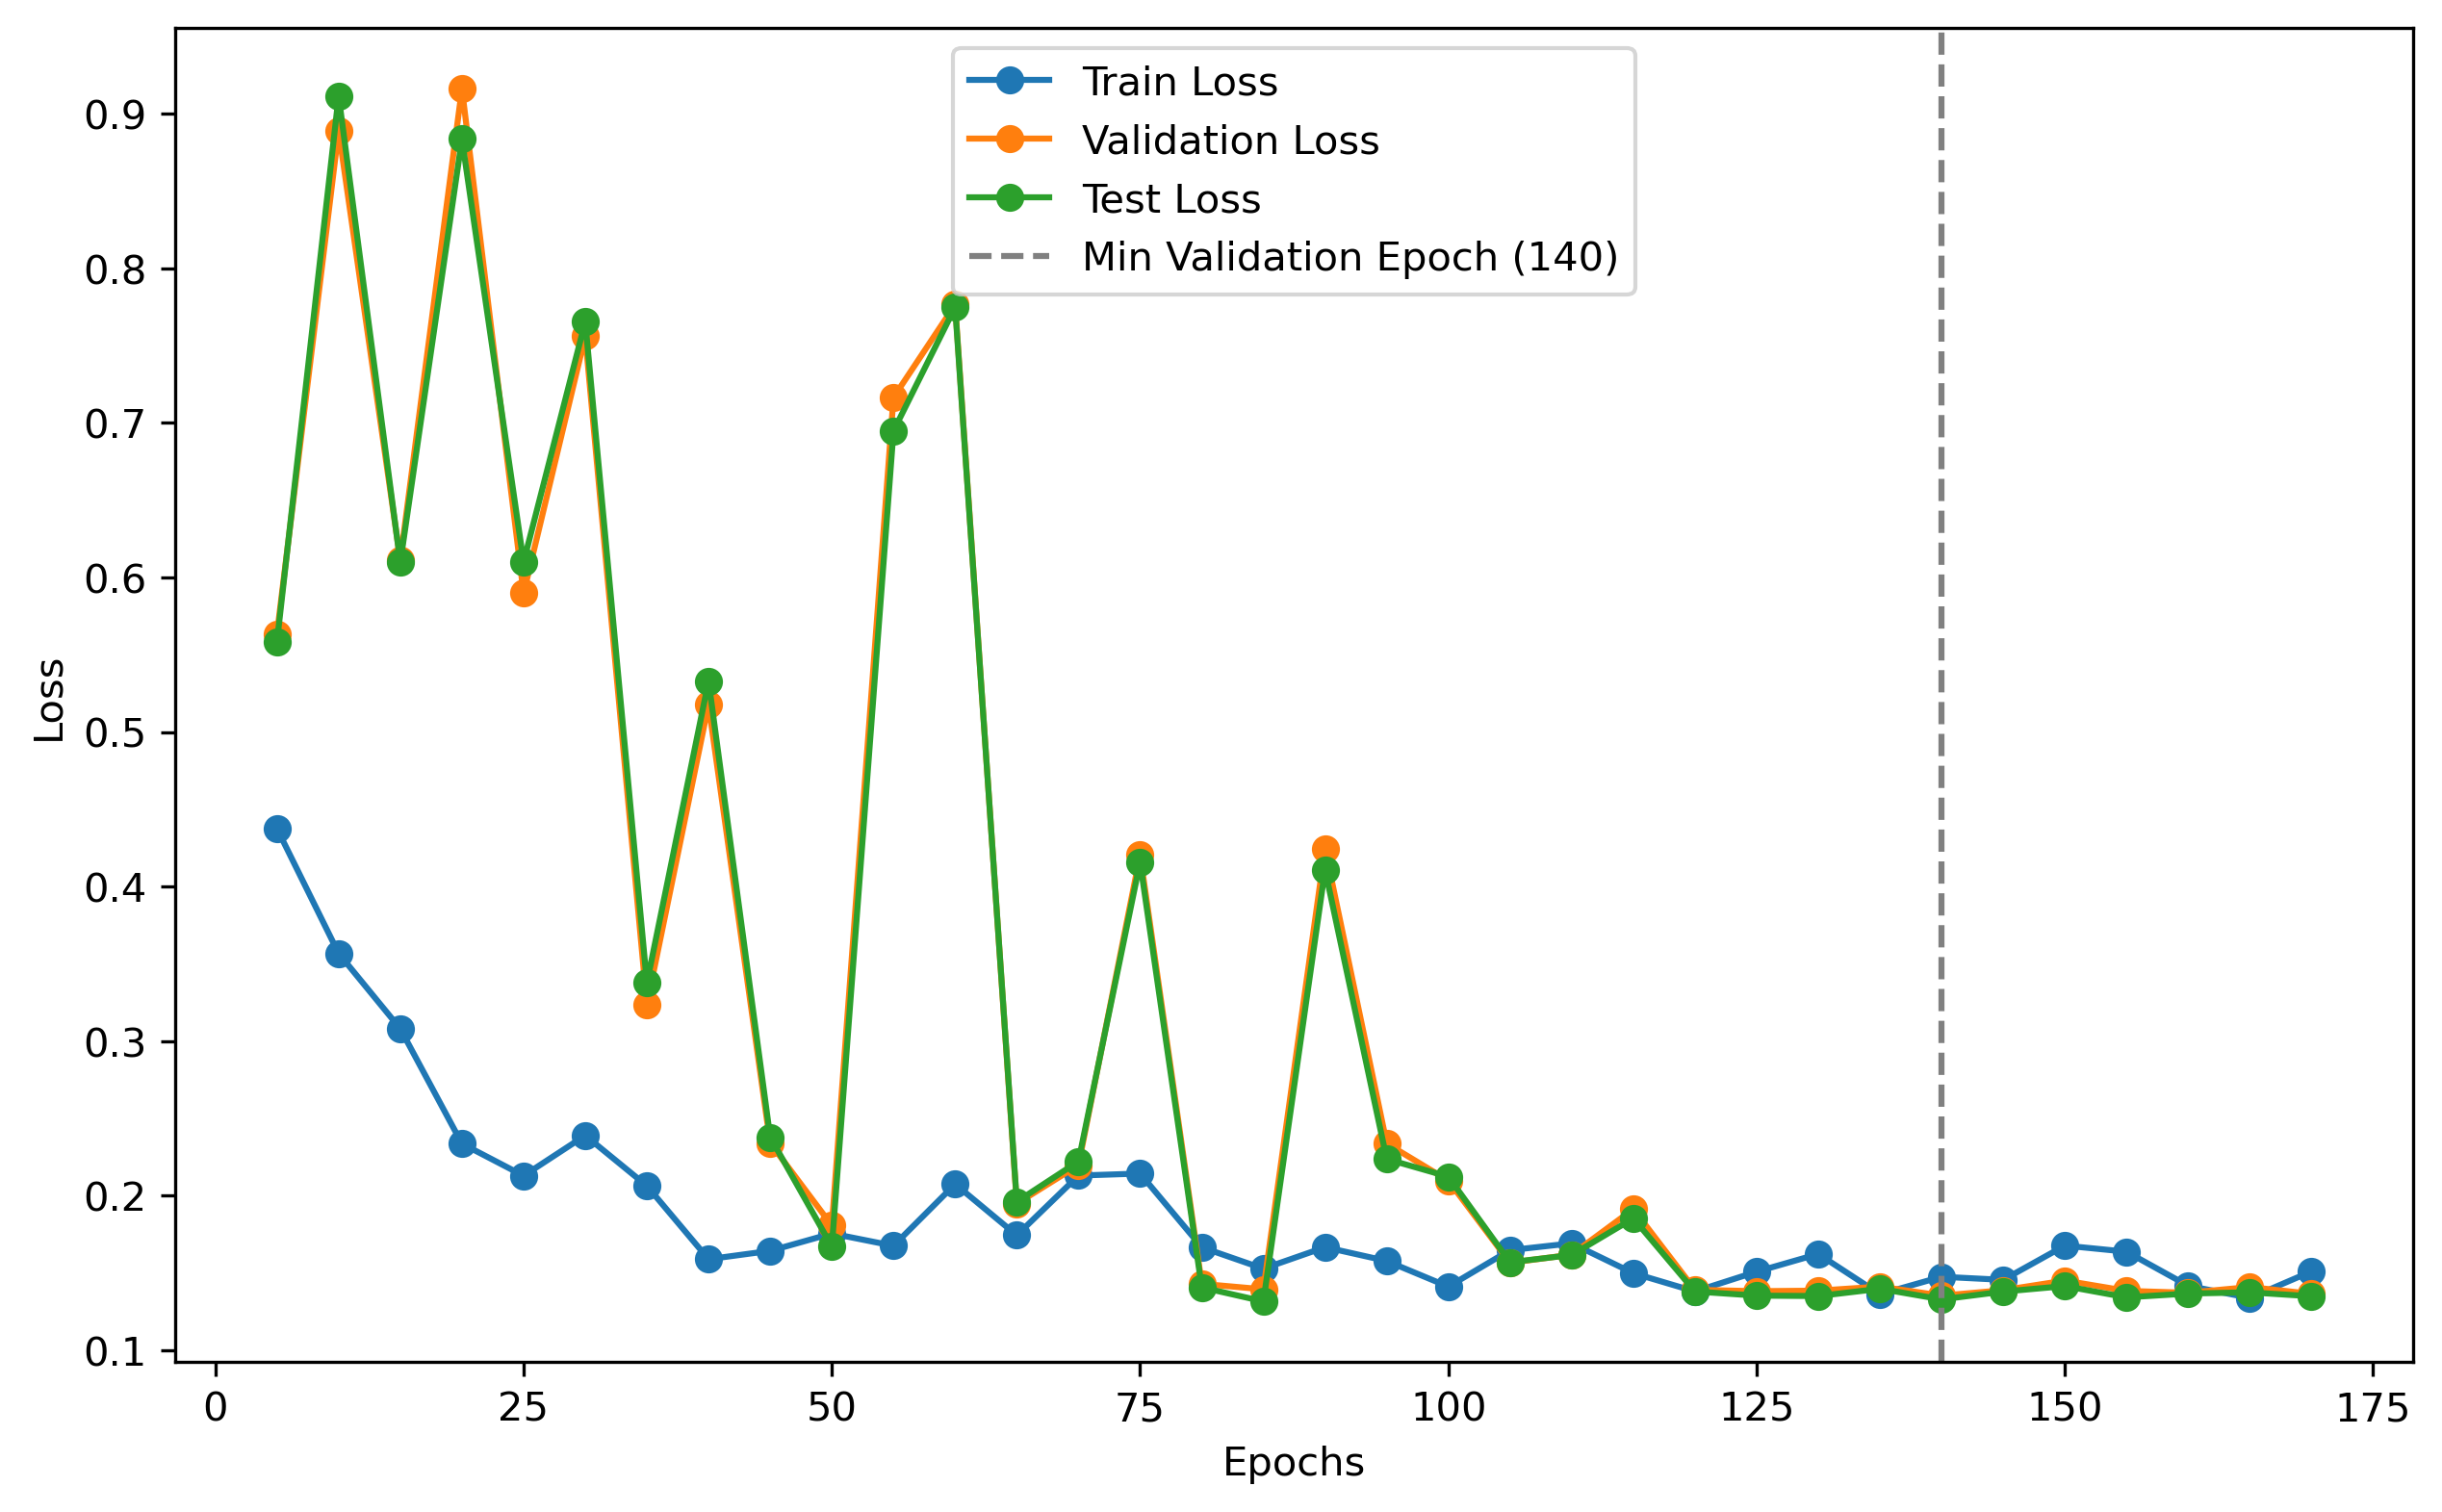 Train Loss
Validation Loss
Test Loss
Min Validation Epoch (140)
0.9
0.8
0.7
0.6
0.5
0.4
0.3
0.2
0.1
Loss
0 25 50 75 100 125 150 175
Epochs